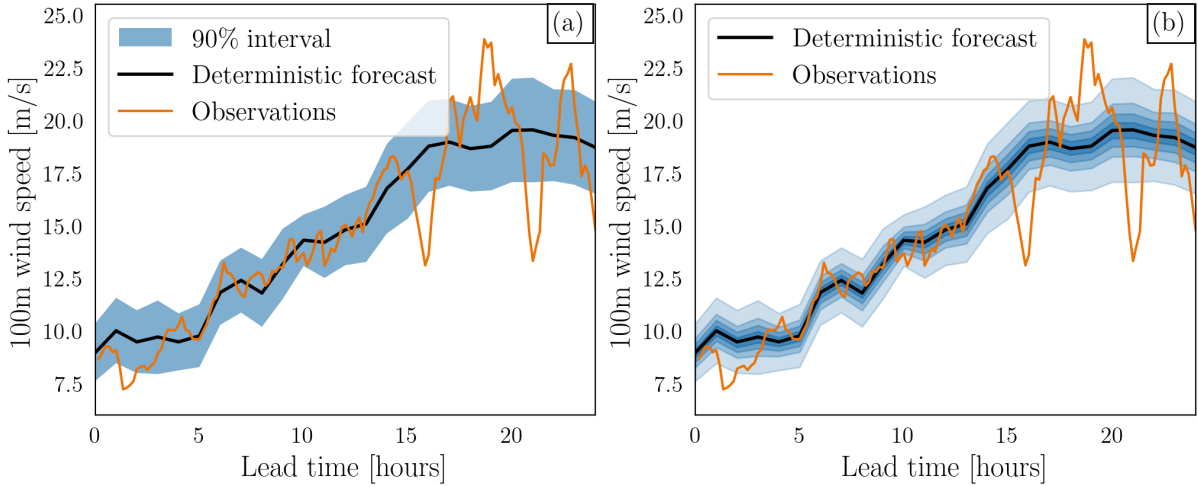 (a)
90% interval
Deterministic forecast
Observations
100m wind speed [m/s]
25.0
22.5
20.0
17.5
15.0
12.5
10.0
7.5
0 5 10 15 20
Lead time [hours]
(b)
Deterministic forecast
Observations
100m wind speed [m/s]
25.0
22.5
20.0
17.5
15.0
12.5
10.0
7.5
0 5 10 15 20
Lead time [hours]